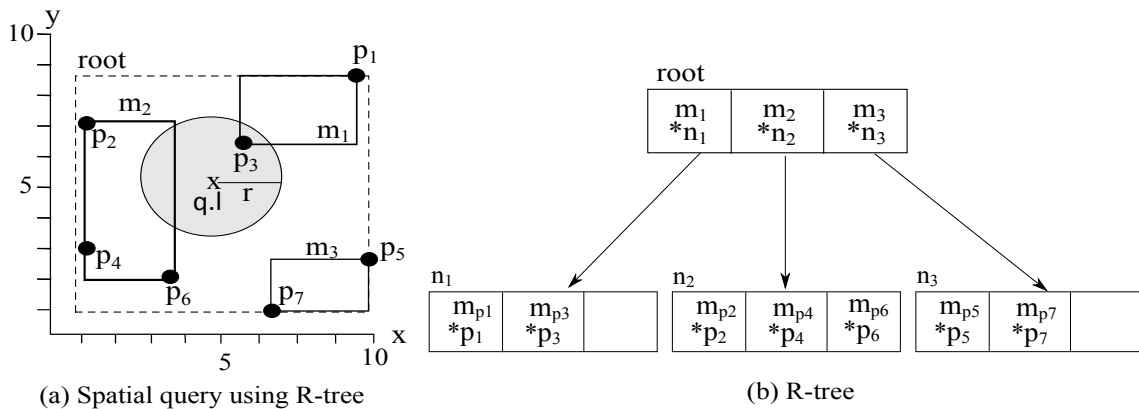 y
10
5
root
p1
m2
p2
m1
p3
x
r
q.l
p4
m3
p5
p6
p7
x
5
10
(a) Spatial query using R-tree
root
m1 m2 m3
*n1 *n2 *n3
n1 n2 n3
mp1 mp3 mp2 mp4 mp6 mp5 mp7
*p1 *p3 *p2 *p4 *p6 *p5 *p7
(b) R-tree